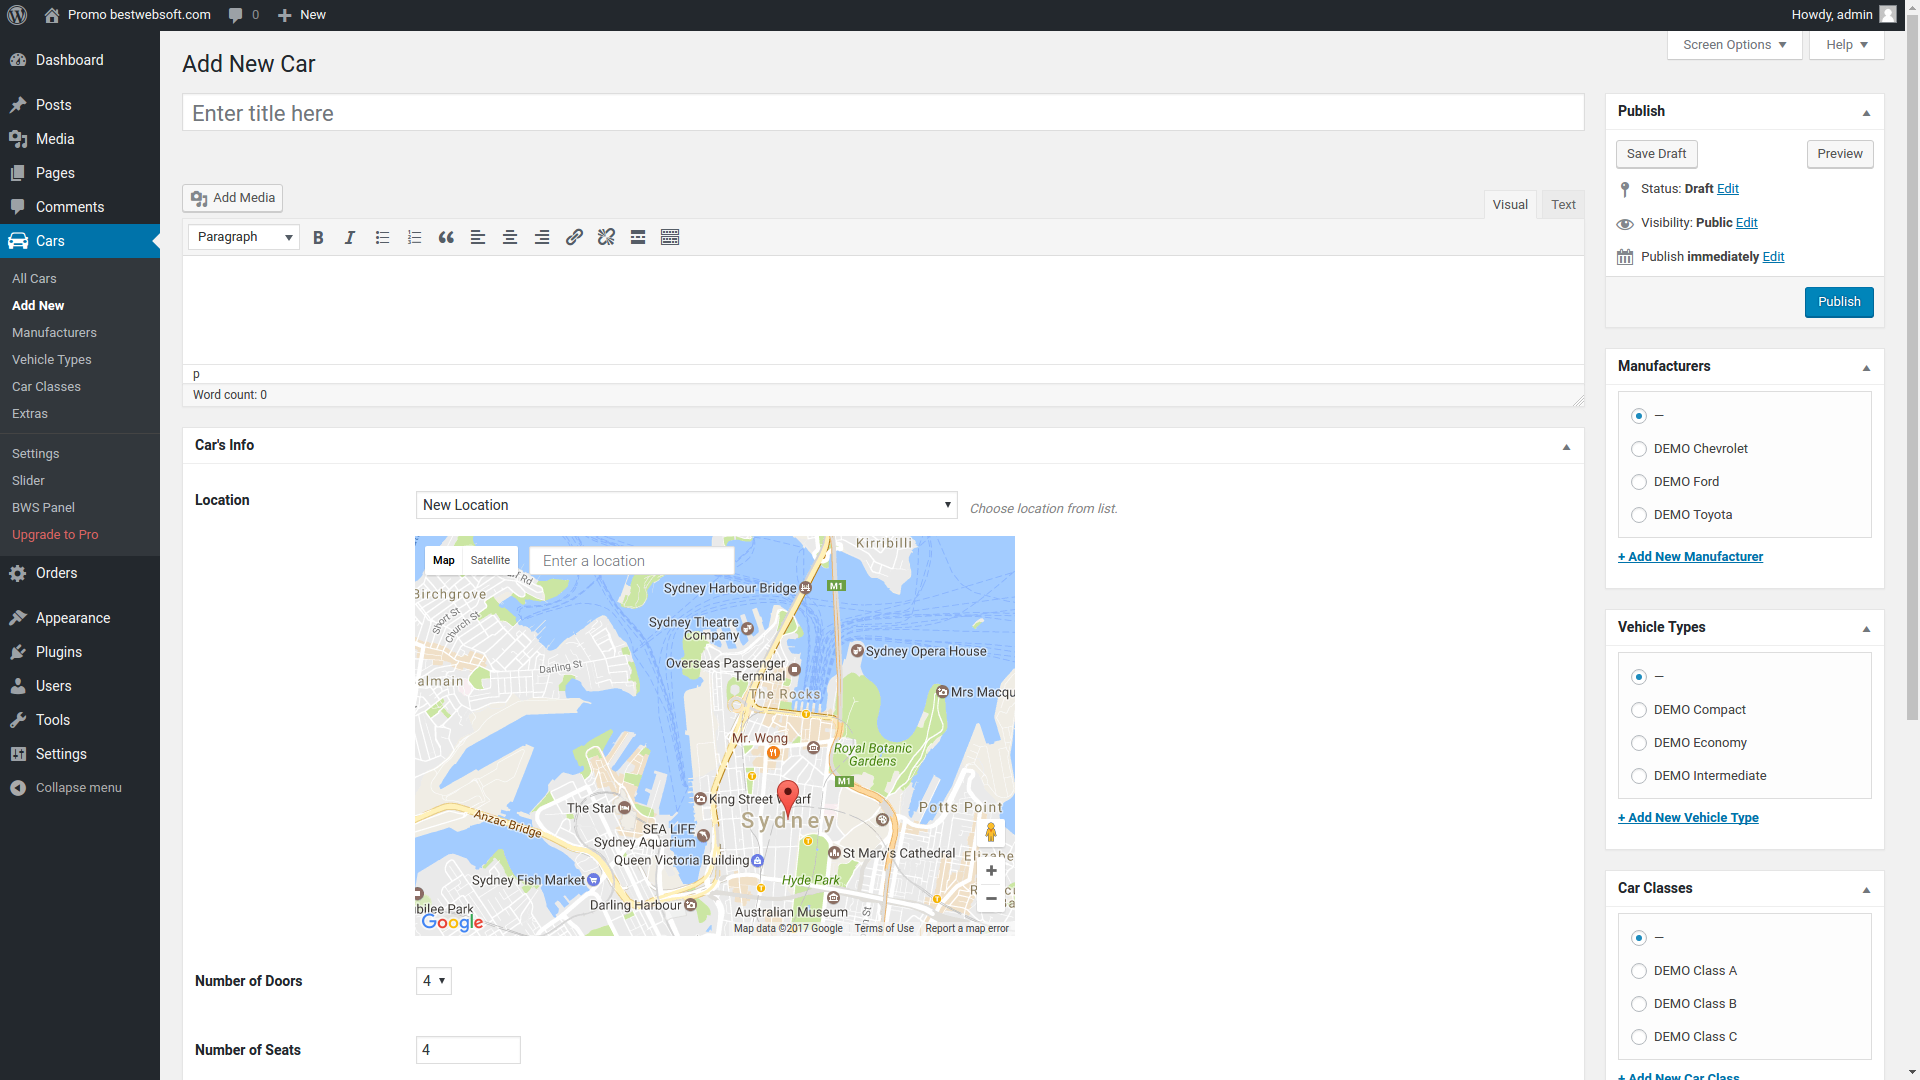 Promo bestwebsoft.com
0
New
Howdy, admin
Dashboard
Posts
Media
Pages
Comments
Cars
All Cars
Add New
Manufacturers
Vehicle Types
Car Classes
Extras
Settings
Slider
BWS Panel
Upgrade to Pro
Orders
Appearance
Plugins
Users
Tools
Settings
Collapse menu
Screen Options
Help
Add New Car
Enter title here
Add Media
Visual
Text
Paragraph
B
I
p
Word count: 0
Car's Info
Location
New Location
Choose location from list.
Map
Satellite
Enter a location
Kirribilli
Birchgrove
Short St
Church St
Sydney Harbour Bridge
M1
Sydney Theatre
Company
Sydney Opera House
Overseas Passenger
Terminal
Darling St
almain
The Rocks
Mrs Macqu
Mr. Wong
Royal Botanic
Gardens
M1
King Street Wharf
The Star
Potts Point
Anzac Bridge
Sydney
SEA LIFE
Sydney Aquarium
St Mary's Cathedral
Queen Victoria Building
Hyde Park
Sydney Fish Market
Darling Harbour
Australian Museum
bilee Park
Google
Map data ©2017 Google
Terms of Use
Report a map error
Number of Doors
4
Number of Seats
4
Publish
Save Draft
Preview
Status: Draft Edit
Visibility: Public Edit
Publish immediately Edit
Publish
Manufacturers
—
DEMO Chevrolet
DEMO Ford
DEMO Toyota
+ Add New Manufacturer
Vehicle Types
—
DEMO Compact
DEMO Economy
DEMO Intermediate
+ Add New Vehicle Type
Car Classes
—
DEMO Class A
DEMO Class B
DEMO Class C
+ Add New Car Class